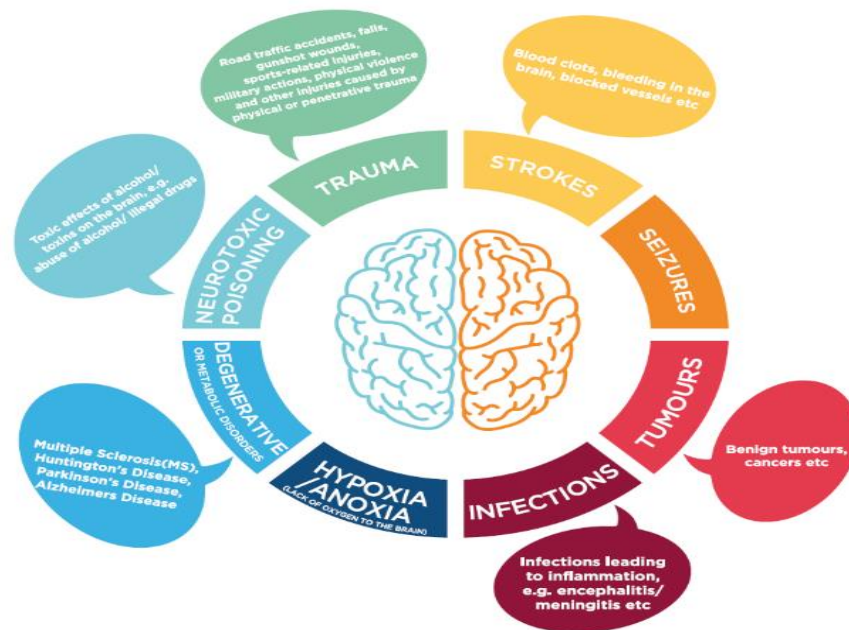 Road traffic accidents, falls,
gunshot wounds,
sports-related injuries,
military actions, physical violence
and other injuries caused by
physical or penetrative trauma
TRAUMA
Blood clots, bleeding in the
brain, blocked vessels etc
STROKES
SEIZURES
TUMOURS
Benign tumours,
cancers etc
INFECTIONS
Infections leading
to inflammation,
e.g. encephalitis/
meningitis etc
HYPOXIA
/ANOXIA
(LACK OF OXYGEN TO THE BRAIN)
DEGENERATIVE
OR METABOLIC DISORDERS
Multiple Sclerosis(MS),
Huntington's Disease,
Parkinson's Disease,
Alzheimers Disease
NEUROTOXIC
POISONING
Toxic effects of alcohol/
toxins on the brain, e.g.
abuse of alcohol/ illegal drugs